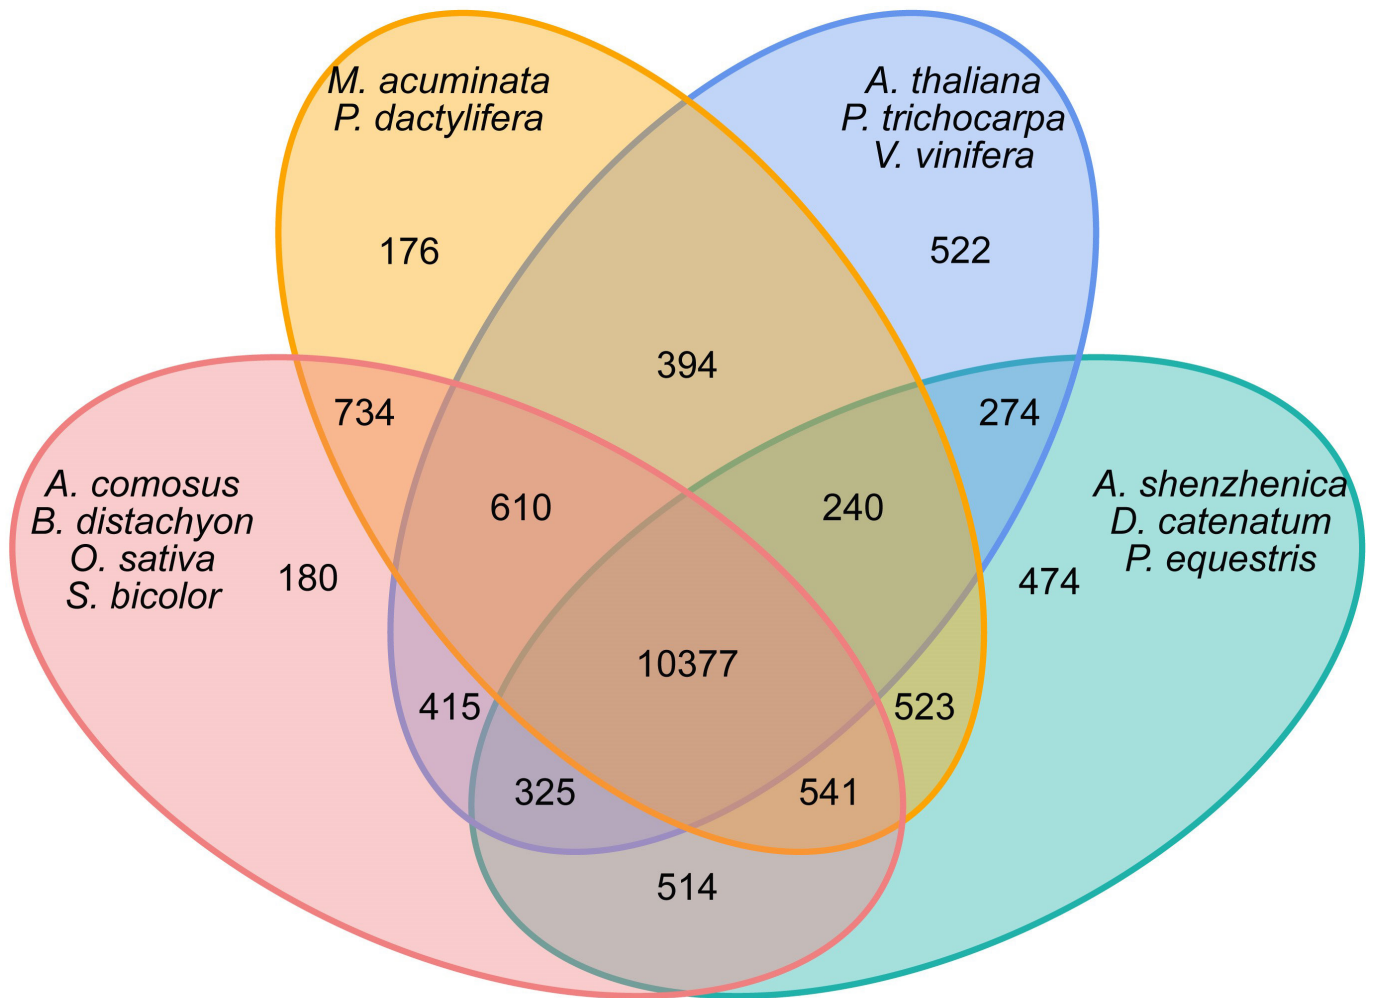 M. acuminata
P. dactylifera
A. thaliana
P. trichocarpa
V. vinifera
176
522
394
734
274
A. comosus
B. distachyon
O. sativa
S. bicolor
180
610
240
A. shenzhenica
D. catenatum
P. equestris
474
10377
415
523
325
541
514